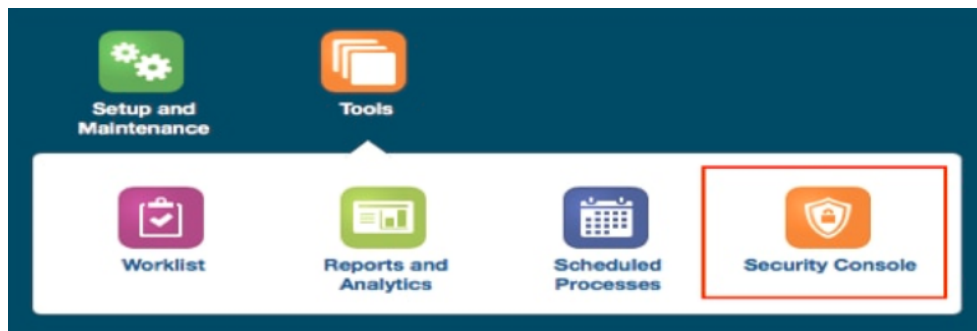 Setup and
Maintenance
Tools
Worklist
Reports and
Analytics
Scheduled
Processes
Security Console